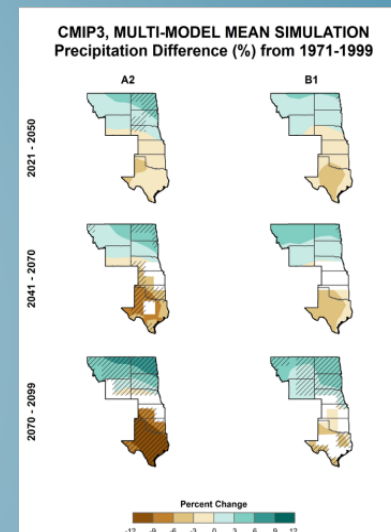 CMIP3, MULTI-MODEL MEAN SIMULATION
Precipitation Difference (%) from 1971-1999
A2 B1
2021 - 2050
2041 - 2070
2070 - 2099
Percent Change
-12 -9 -6 -3 0 3 6 9 12